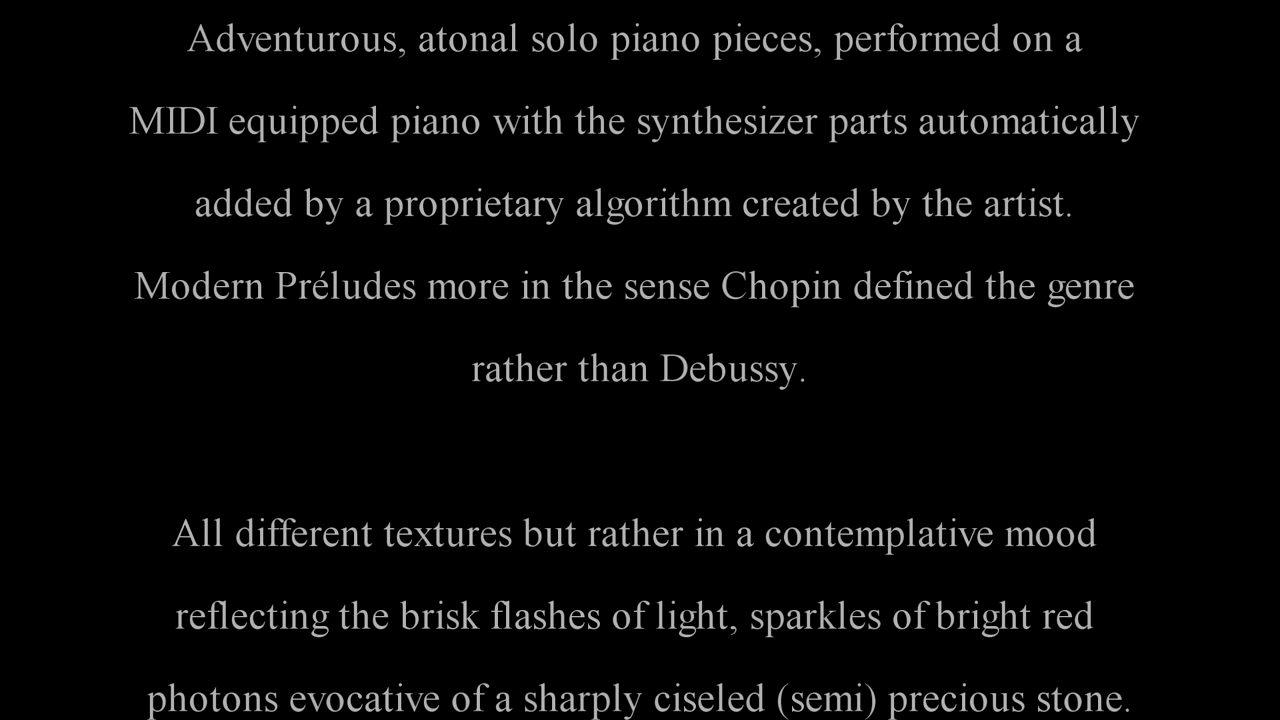 Adventurous, atonal solo piano pieces, performed on a
MIDI equipped piano with the synthesizer parts automatically
added by a proprietary algorithm created by the artist.
Modern Préludes more in the sense Chopin defined the genre
rather than Debussy.
All different textures but rather in a contemplative mood
reflecting the brisk flashes of light, sparkles of bright red
photons evocative of a sharply ciseled (semi) precious stone.